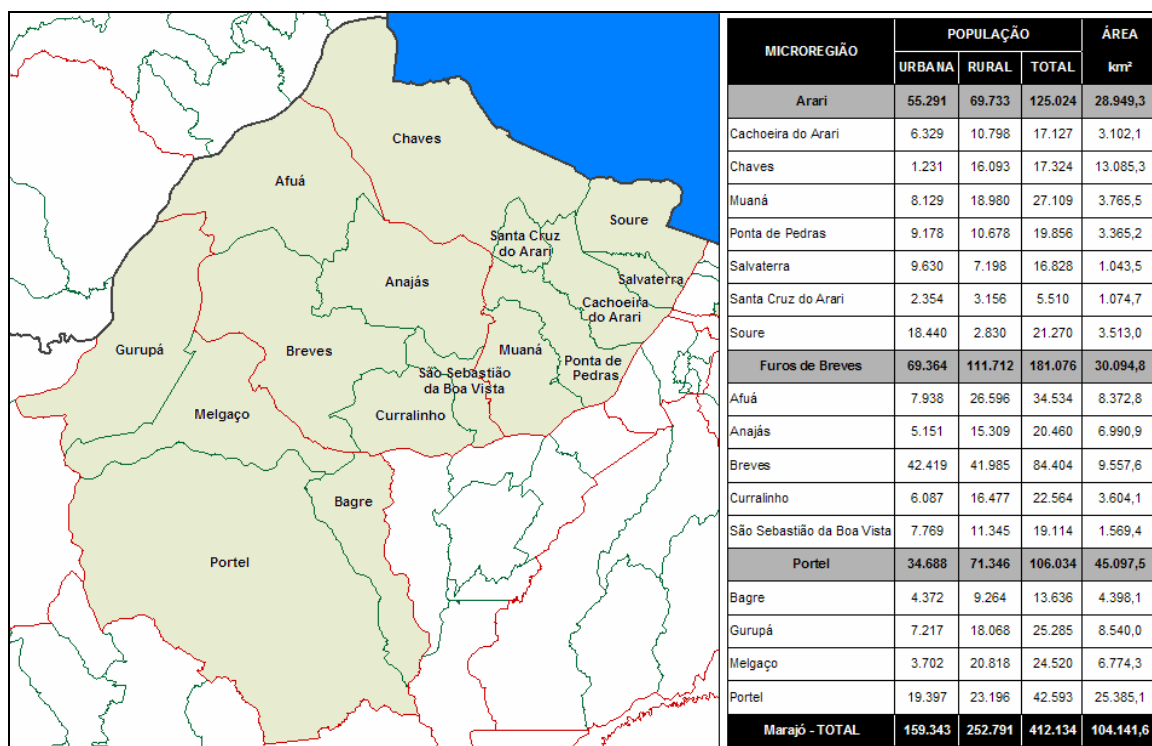 Chaves
Afuá
Soure
Santa Cruz
do Arari
Anajás
Salvaterra
Cachoeira
do Arari
Gurupá
Breves
Muaná
Ponta de
Pedras
São Sebastião
da Boa Vista
Melgaço
Curralinho
Bagre
Portel
MICROREGIÃO POPULAÇÃO ÁREA
URBANA RURAL TOTAL km²
Arari 55.291 69.733 125.024 28.949,3
Cachoeira do Arari 6.329 10.798 17.127 3.102,1
Chaves 1.231 16.093 17.324 13.085,3
Muaná 8.129 18.980 27.109 3.765,5
Ponta de Pedras 9.178 10.678 19.856 3.365,2
Salvaterra 9.630 7.198 16.828 1.043,5
Santa Cruz do Arari 2.354 3.156 5.510 1.074,7
Soure 18.440 2.830 21.270 3.513,0
Furos de Breves 69.364 111.712 181.076 30.094,8
Afuá 7.938 26.596 34.534 8.372,8
Anajás 5.151 15.309 20.460 6.990,9
Breves 42.419 41.985 84.404 9.557,6
Curralinho 6.087 16.477 22.564 3.604,1
São Sebastião da Boa Vista 7.769 11.345 19.114 1.569,4
Portel 34.688 71.346 106.034 45.097,5
Bagre 4.372 9.264 13.636 4.398,1
Gurupá 7.217 18.068 25.285 8.540,0
Melgaço 3.702 20.818 24.520 6.774,3
Portel 19.397 23.196 42.593 25.385,1
Marajó - TOTAL 159.343 252.791 412.134 104.141,6